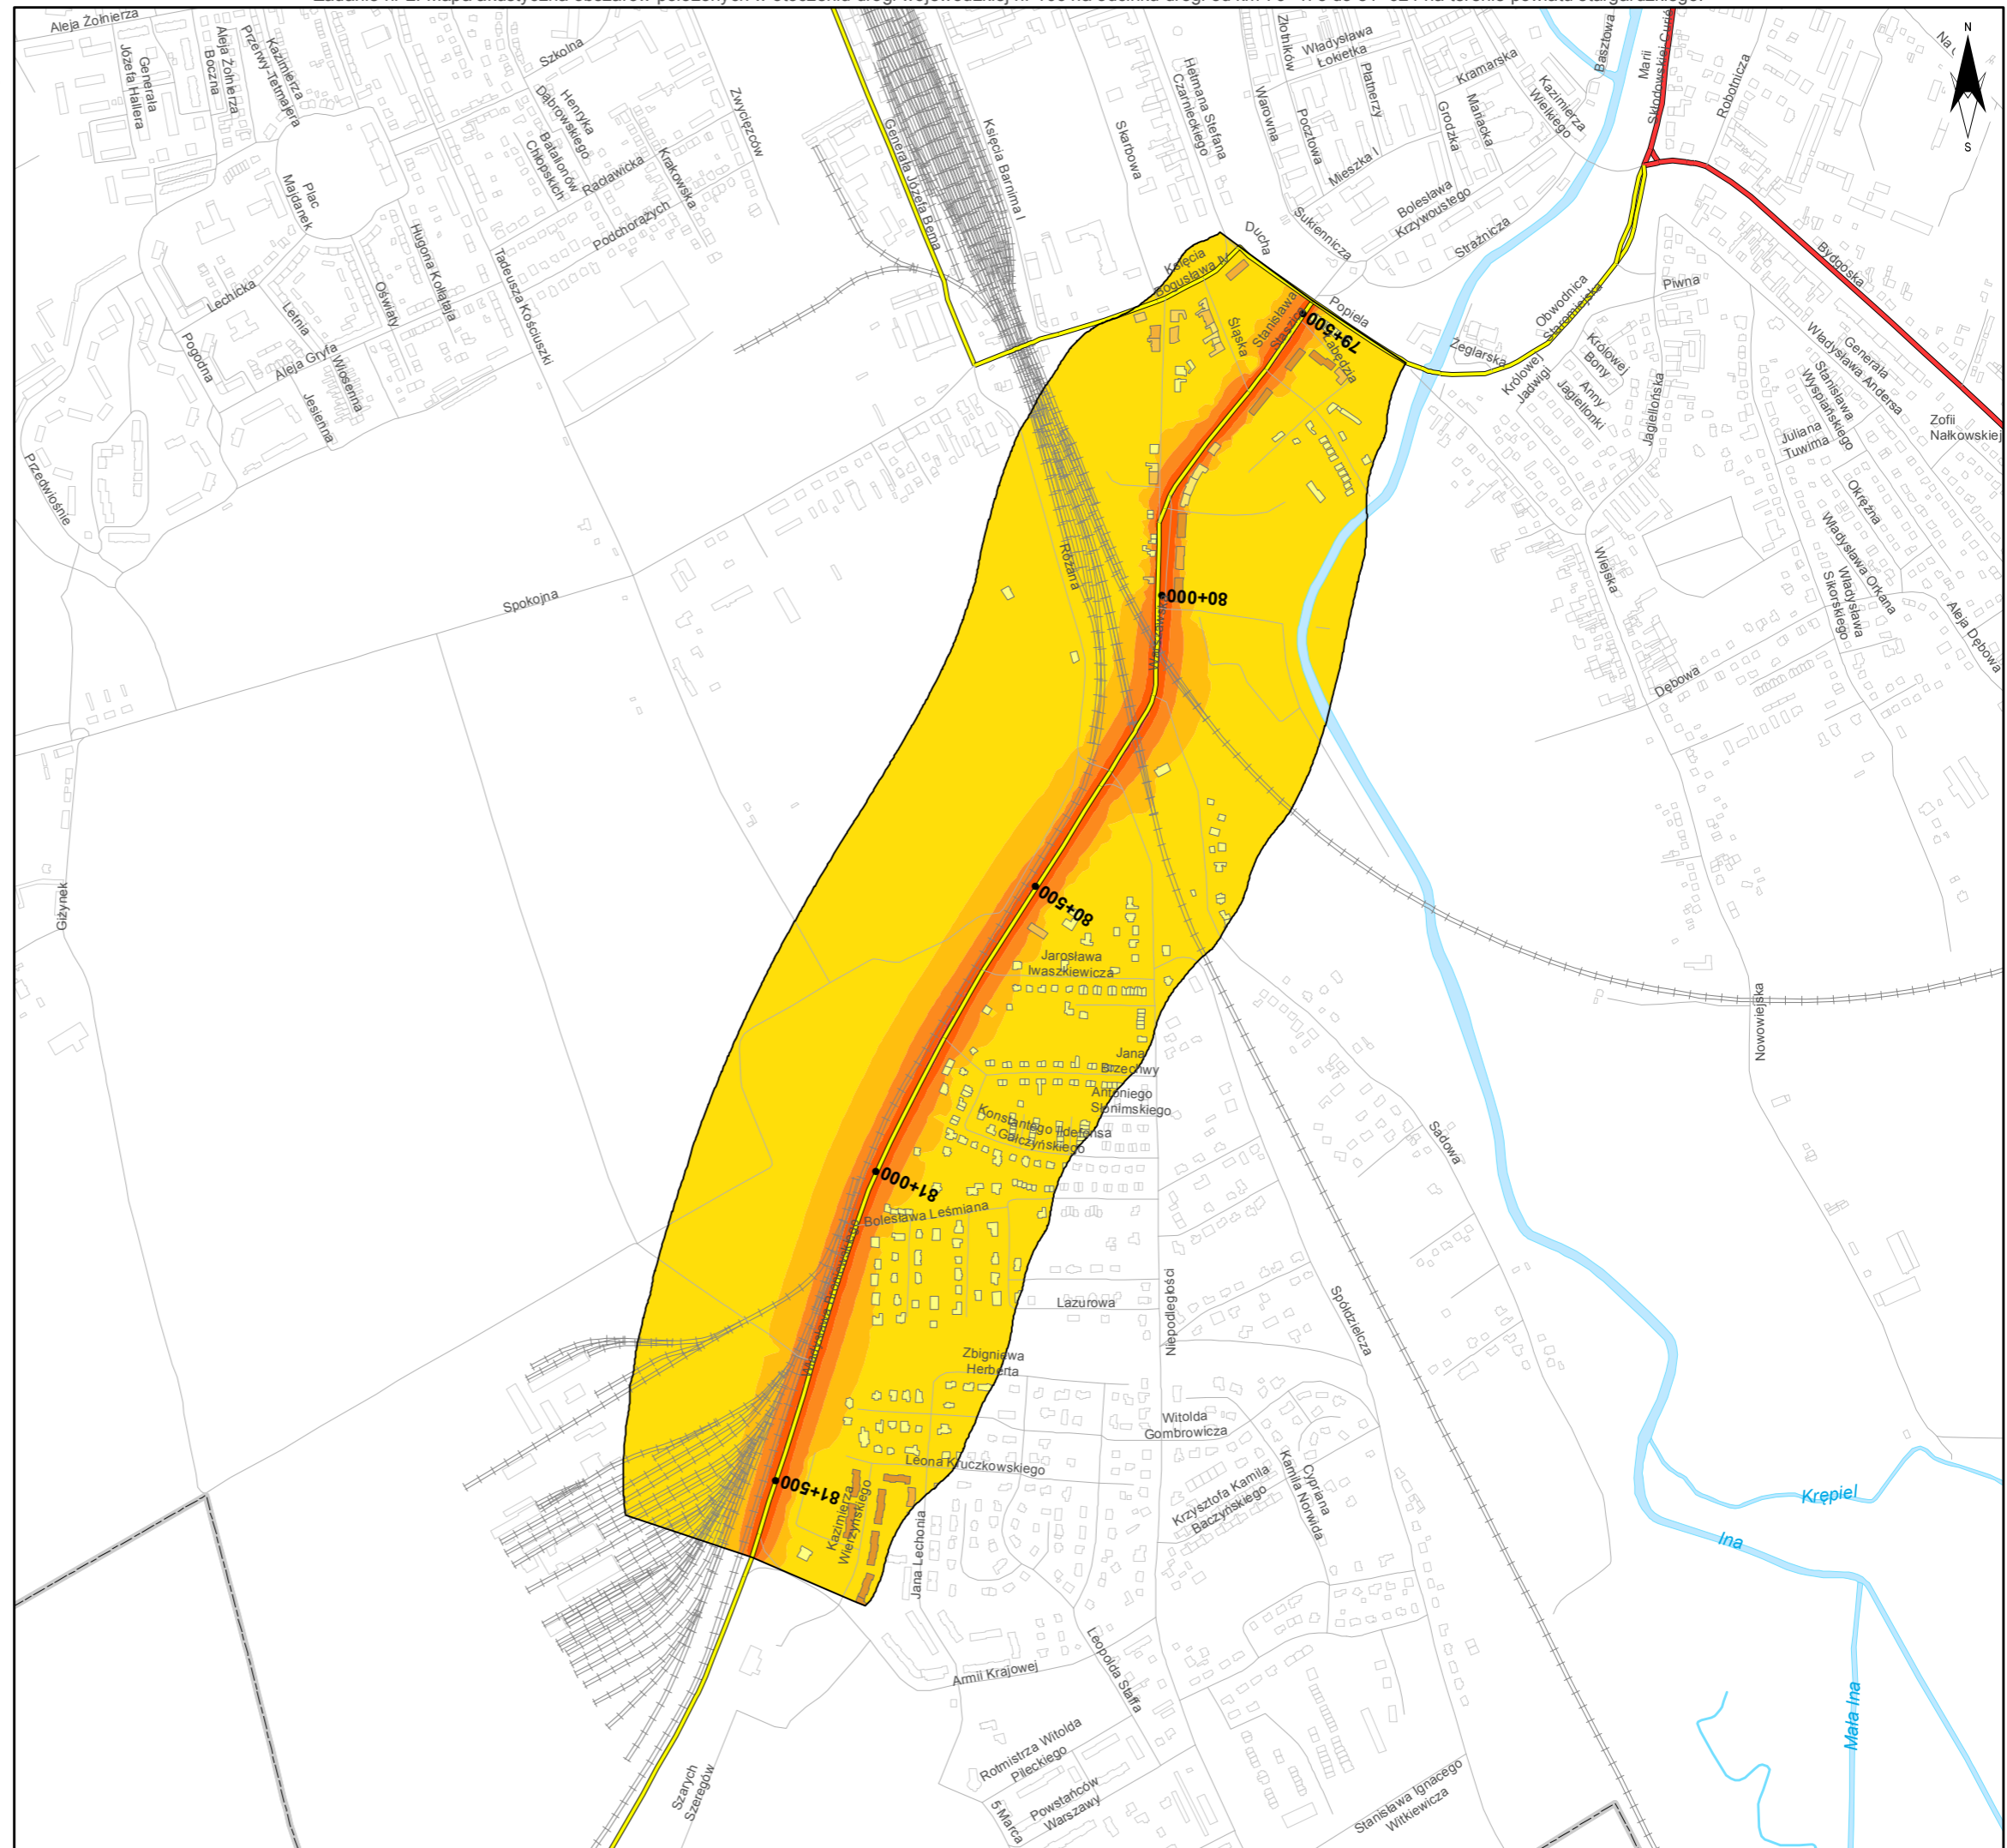 Aleja Żołnierza
Generała
Józefa Hallera
Aleja Żołnierza
Boczna
Kazimierza
Przerwy-Tetmajera
Szkolna
Henryka
Dąbrowskiego
Batalionów
Chłopskich
Racławicka
Krakowska
Podchorążych
Zwycięzców
Plac
Majdanek
Hugona Kołłątaja
Tadeusza Kościuszki
Lechicka
Letnia
Oświaty
Pogodna
Aleja Gryfa
Wiosenna
Jesienna
Przedwiośnie
Generała Józefa Bema
Księcia Barnima I
Skarbowa
Hetmana Stefana
Czarnieckiego
Złotników
Władysława
Łokietka
Płatnerzy
Kramarska
Warowna
Pocztowa
Grodzka
Mariacka
Kazimierza
Wielkiego
Mieszka I
Bolesława
Krzywoustego
Sukiennicza
Strażnicza
Basztowa
Marii
Skłodowskiej-Curie
Robotnicza
N
S
Ducha
Księcia
Bogusława IV
Popiela
Stanisława
Staszica
Śląska
Łabędzia
79+500
Żeglarska
Obwodnica
Staromiejska
Piwna
Bydgoska
Królowej
Jadwigi
Królowej
Bony
Anny
Jagiellonki
Jagiellońska
Generała
Władysława Andersa
Stanisława
Wyspiańskiego
Juliana
Tuwima
Zofii
Nałkowskiej
Okrężna
Władysława Orkana
Władysława
Sikorskiego
Aleja Dębowa
Wiejska
Dębowa
Spokojna
Różana
80+000
Giżynek
80+500
Jarosława
Iwaszkiewicza
Nowowiejska
Jana
Brzechwy
Antoniego
Słonimskiego
Konstantego Ildefonsa
Gałczyńskiego
Sadowa
81+000
Bolesława Leśmiana
Lazurowa
Niepodległości
Spółdzielcza
Zbigniewa
Herberta
Witolda
Gombrowicza
Leona Kruczkowskiego
Krzysztofa Kamila
Baczyńskiego
Cypriana
Kamila Norwida
81+500
Kazimierza
Wierzyńskiego
Jana Lechonia
Krępiel
Ina
Mała Ina
Armii Krajowej
Leopolda Staffa
Szarych
Szeregów
Rotmistrza Witolda
Pileckiego
Powstańców
Warszawy
5 Marca
Stanisława Ignacego
Witkiewicza